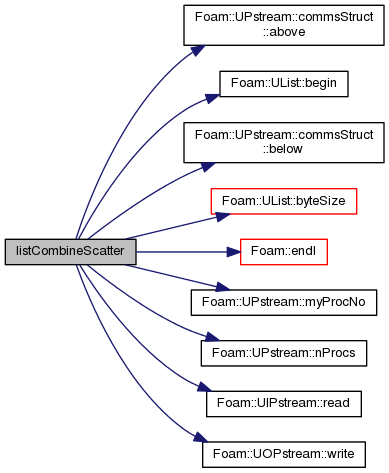 Foam::UPstream::commsStruct
::above
Foam::UList::begin
Foam::UPstream::commsStruct
::below
Foam::UList::byteSize
listCombineScatter
Foam::endl
Foam::UPstream::myProcNo
Foam::UPstream::nProcs
Foam::UIPstream::read
Foam::UOPstream::write